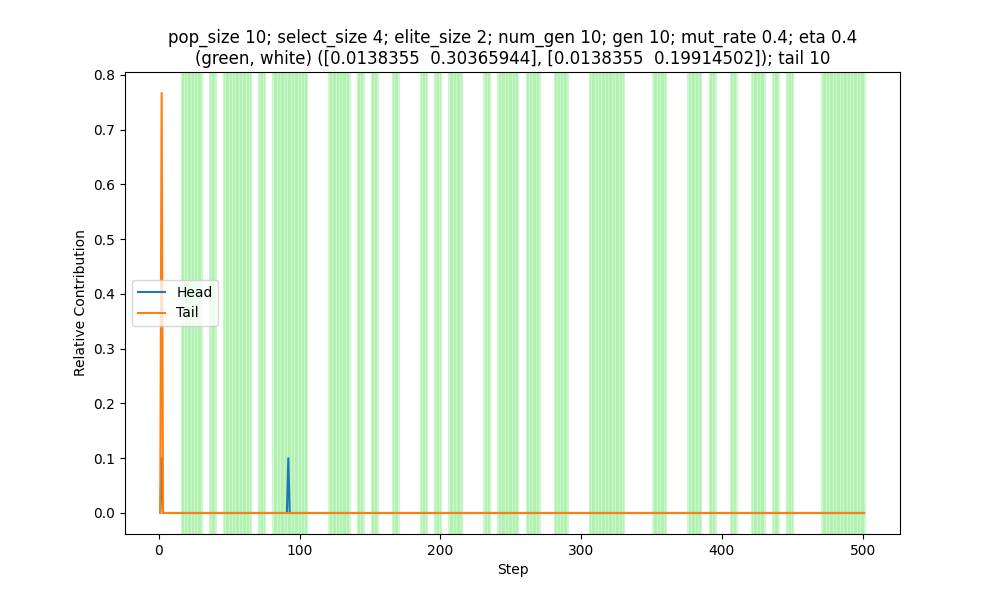 pop_size 10; select_size 4; elite_size 2; num_gen 10; gen 10; mut_rate 0.4; eta 0.4
(green, white) ([0.0138355  0.30365944], [0.0138355  0.19914502]); tail 10
0.8
0.7
0.6
0.5
0.4
0.3
0.2
0.1
0.0
Relative Contribution
Head
Tail
0 100 200 300 400 500
Step